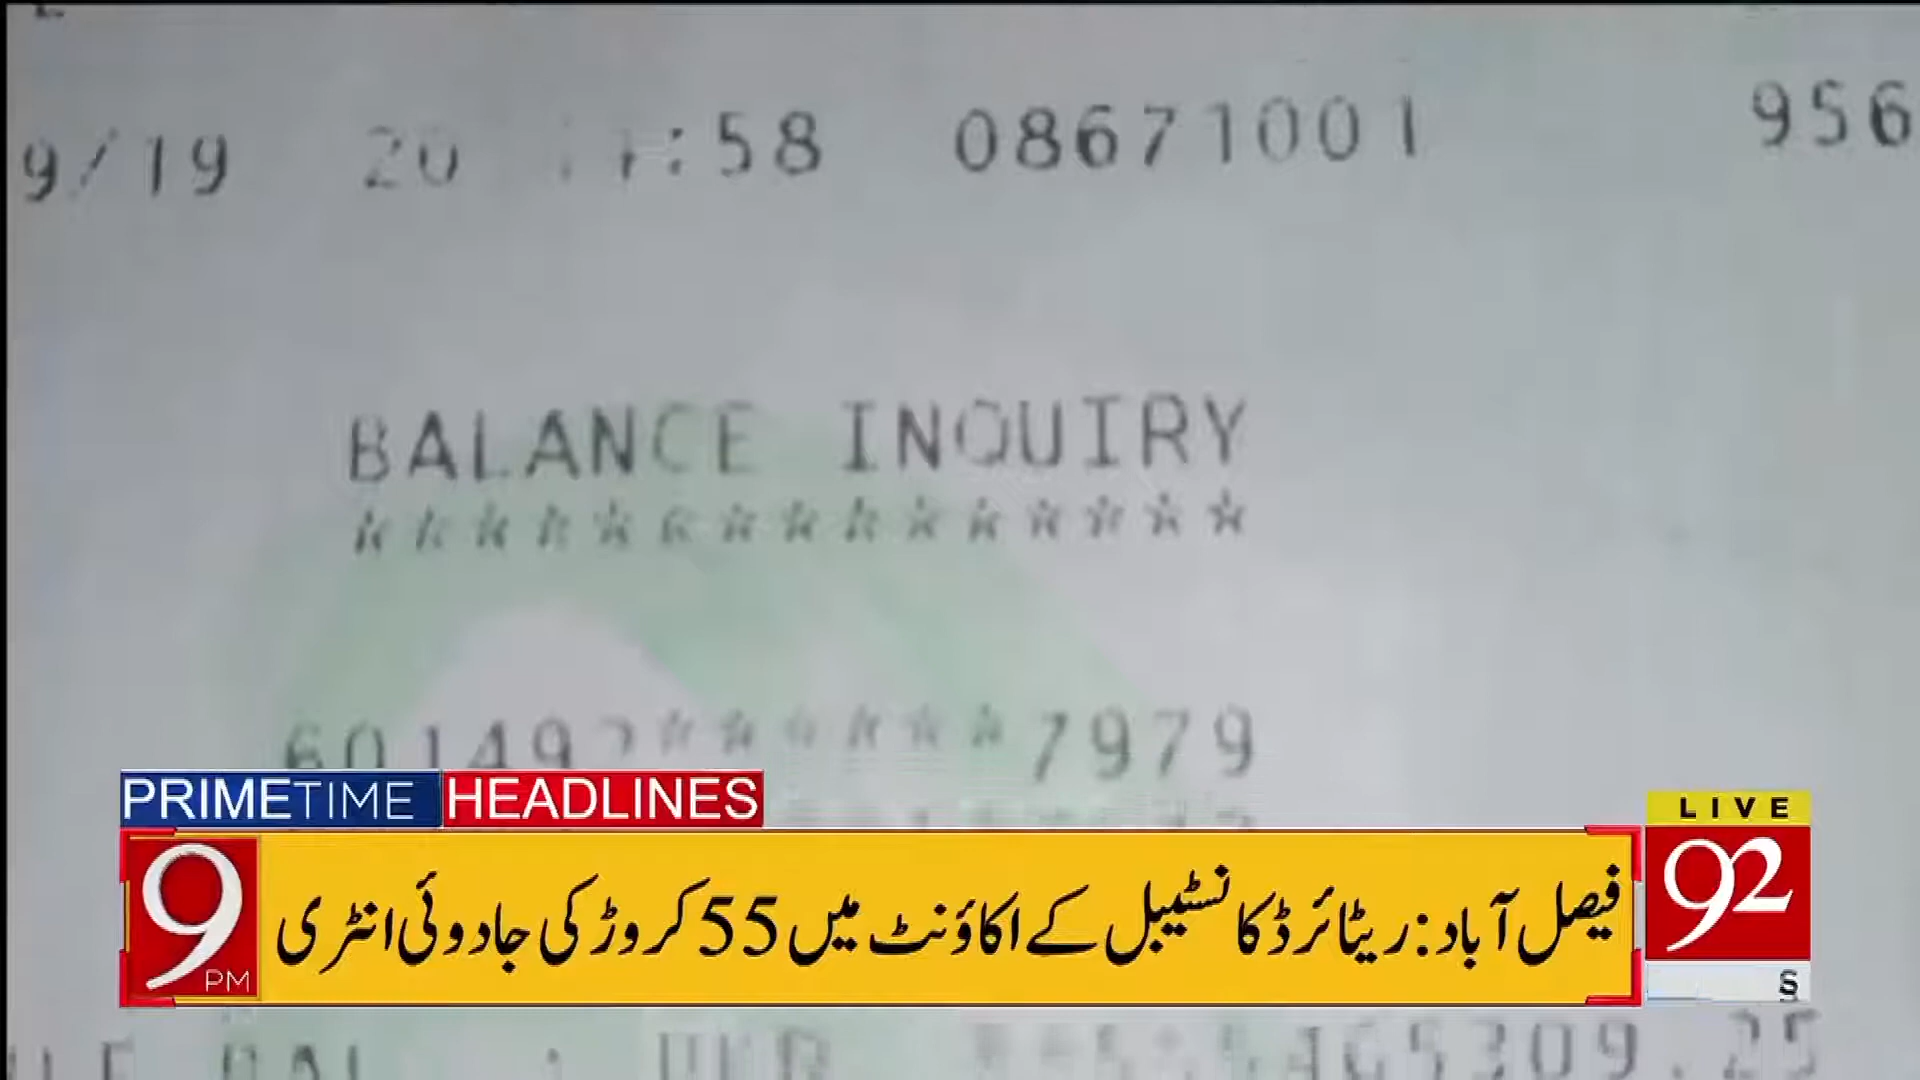 9/19 20 :58 08671001 956
BALANCE INQUIRY
****************
7979
PRIMETIME HEADLINES
LIVE
92
9
PM
فیصل آباد: ریٹائرڈ کانسٹیبل کے اکاؤنٹ میں 55 کروڑ کی جادوئی انٹری
S